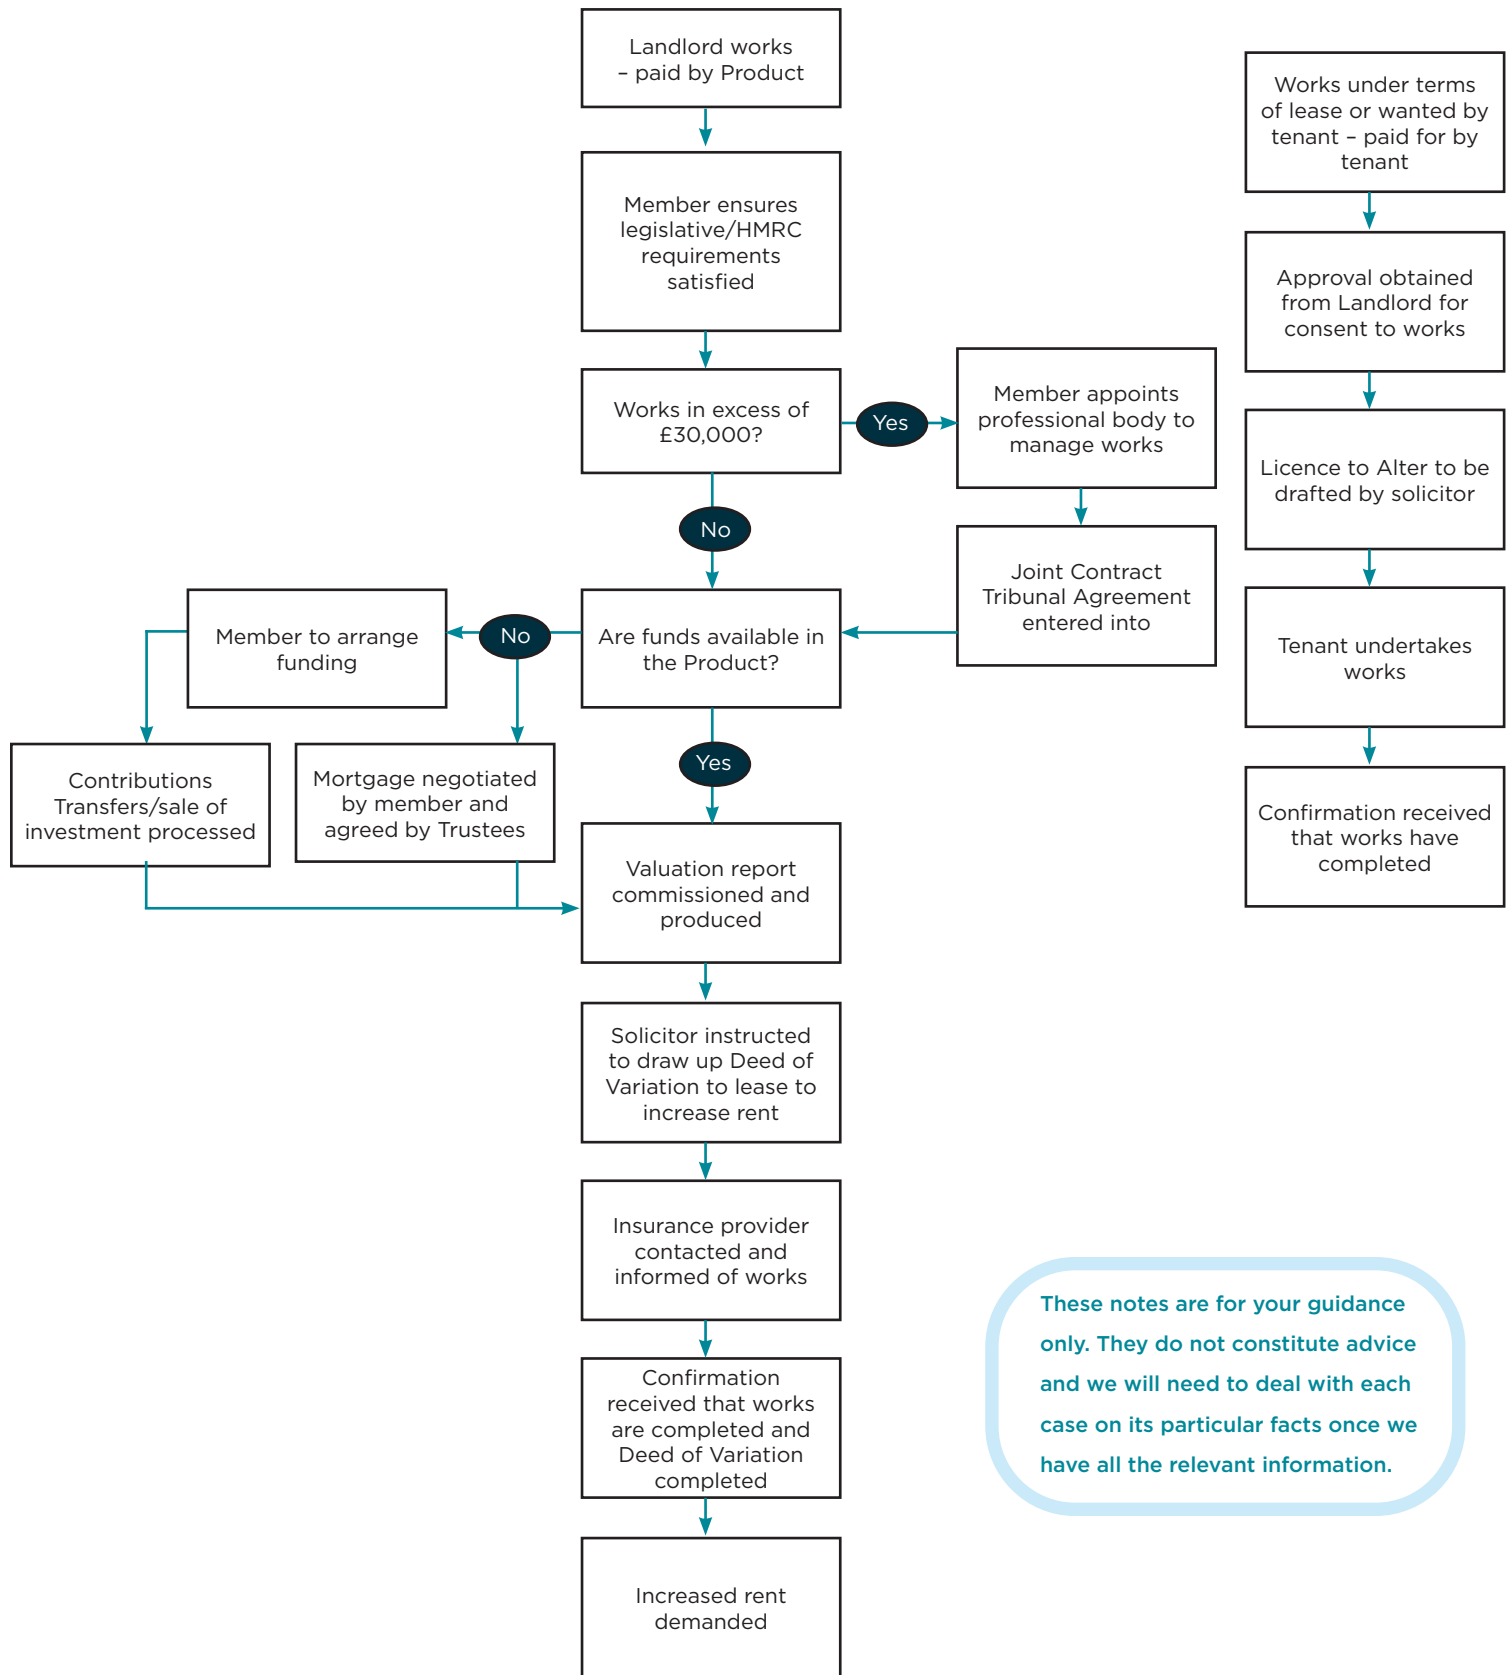 Landlord works
– paid by Product
Member ensures
legislative/HMRC
requirements
satisfied
Works in excess of
£30,000?
Yes
Member appoints
professional body to
manage works
Joint Contract
Tribunal Agreement
entered into
No
Are funds available in
the Product?
No
Member to arrange
funding
Contributions
Transfers/sale of
investment processed
Mortgage negotiated
by member and
agreed by Trustees
Yes
Valuation report
commissioned and
produced
Solicitor instructed
to draw up Deed of
Variation to lease to
increase rent
Insurance provider
contacted and
informed of works
Confirmation
received that works
are completed and
Deed of Variation
completed
Increased rent
demanded
Works under terms
of lease or wanted by
tenant – paid for by
tenant
Approval obtained
from Landlord for
consent to works
Licence to Alter to be
drafted by solicitor
Tenant undertakes
works
Confirmation received
that works have
completed
These notes are for your guidance
only. They do not constitute advice
and we will need to deal with each
case on its particular facts once we
have all the relevant information.